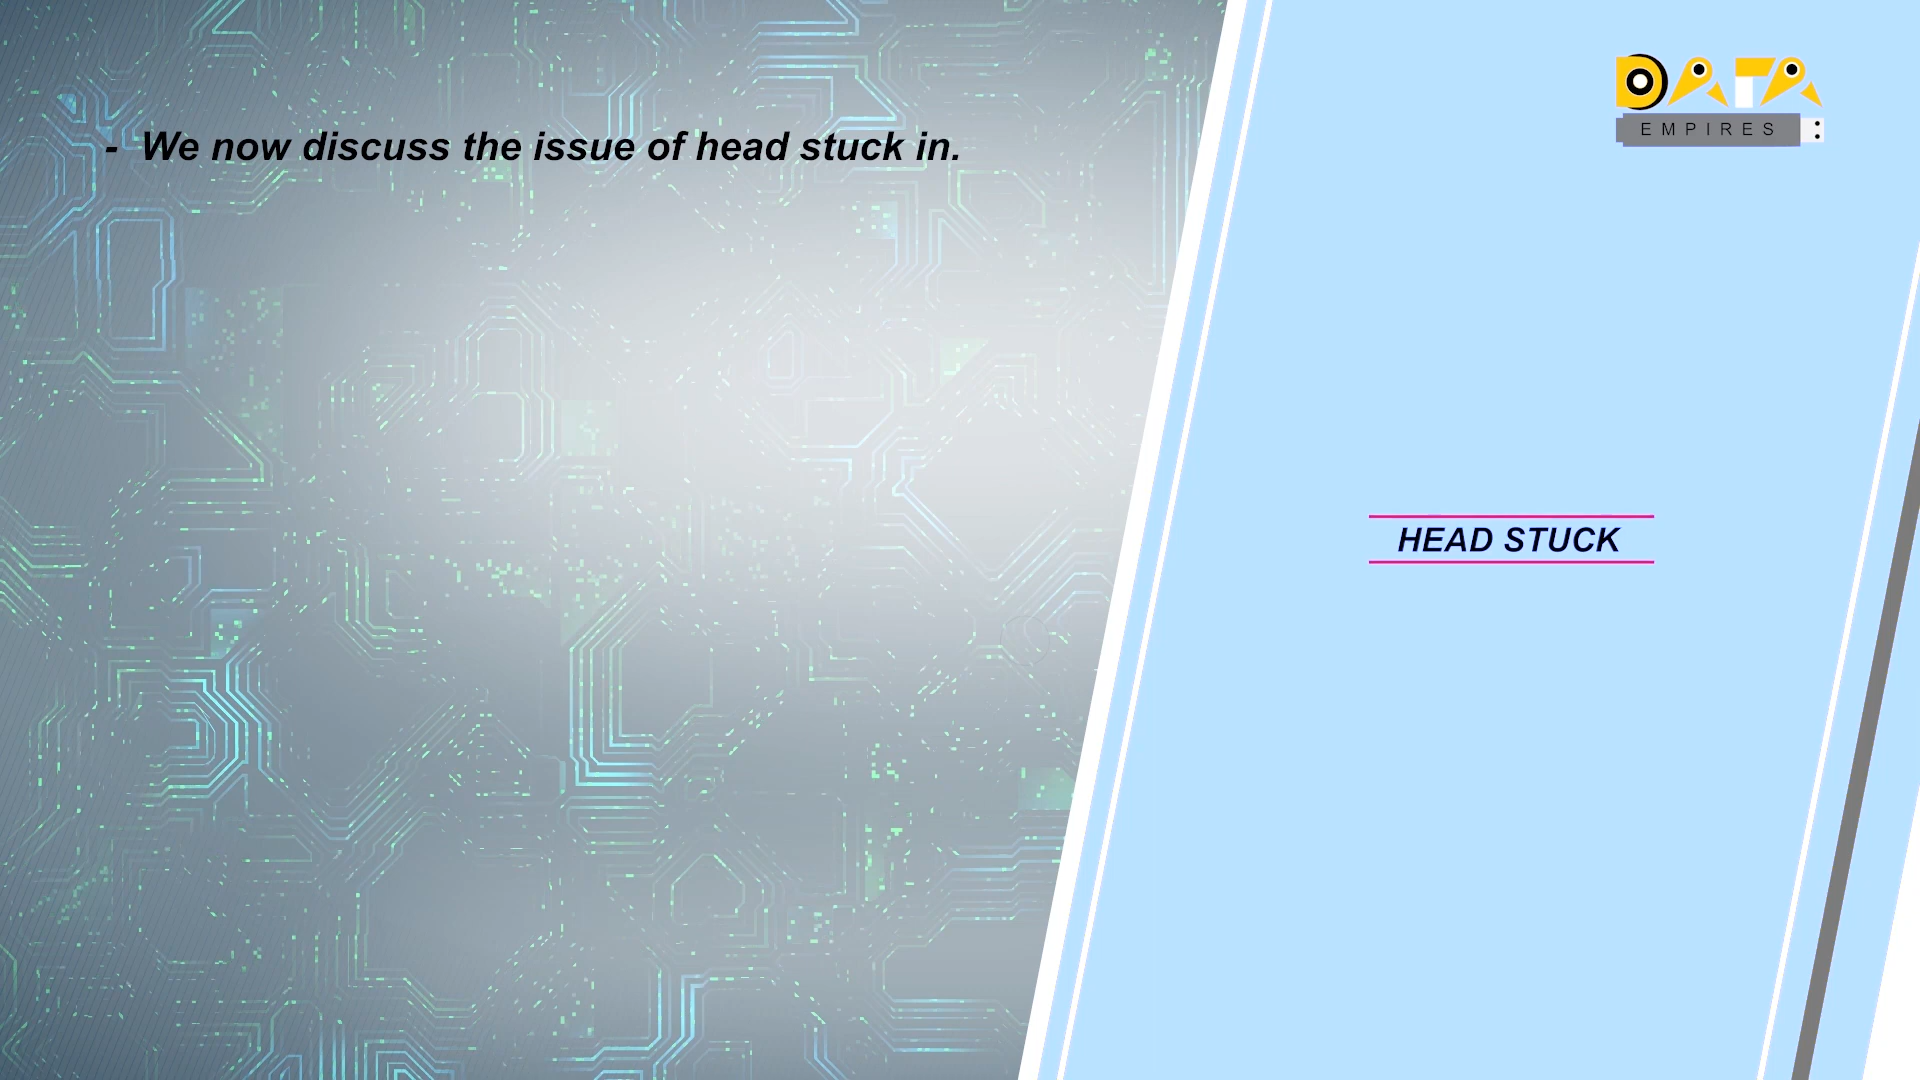 - We now discuss the issue of head stuck in.
DATA
EMPIRES
HEAD STUCK